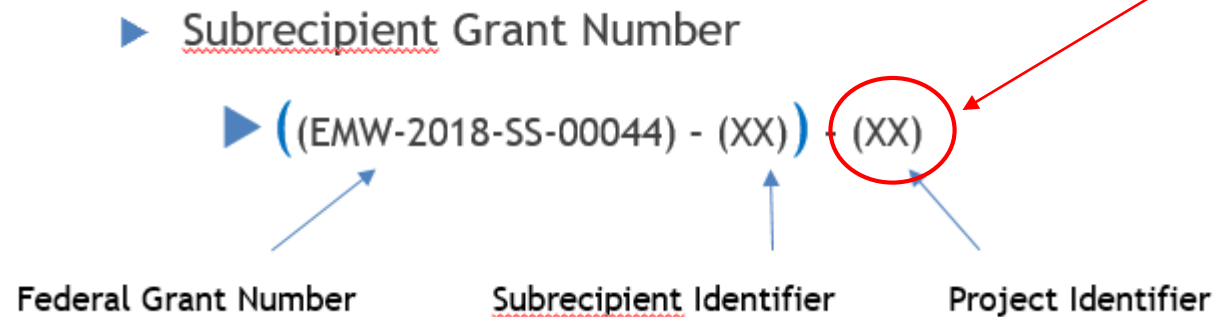 Subrecipient Grant Number
((EMW-2018-SS-00044) - (XX)) - (XX)
Federal Grant Number Subrecipient Identifier Project Identifier